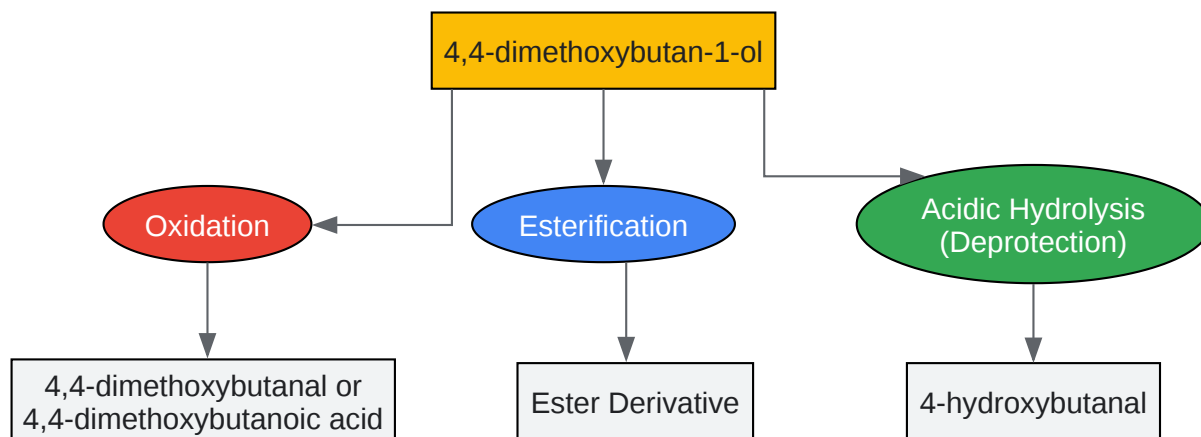 4,4-dimethoxybutan-1-ol
Oxidation
Esterification
Acidic Hydrolysis
(Deprotection)
4,4-dimethoxybutanal or
4,4-dimethoxybutanoic acid
Ester Derivative
4-hydroxybutanal